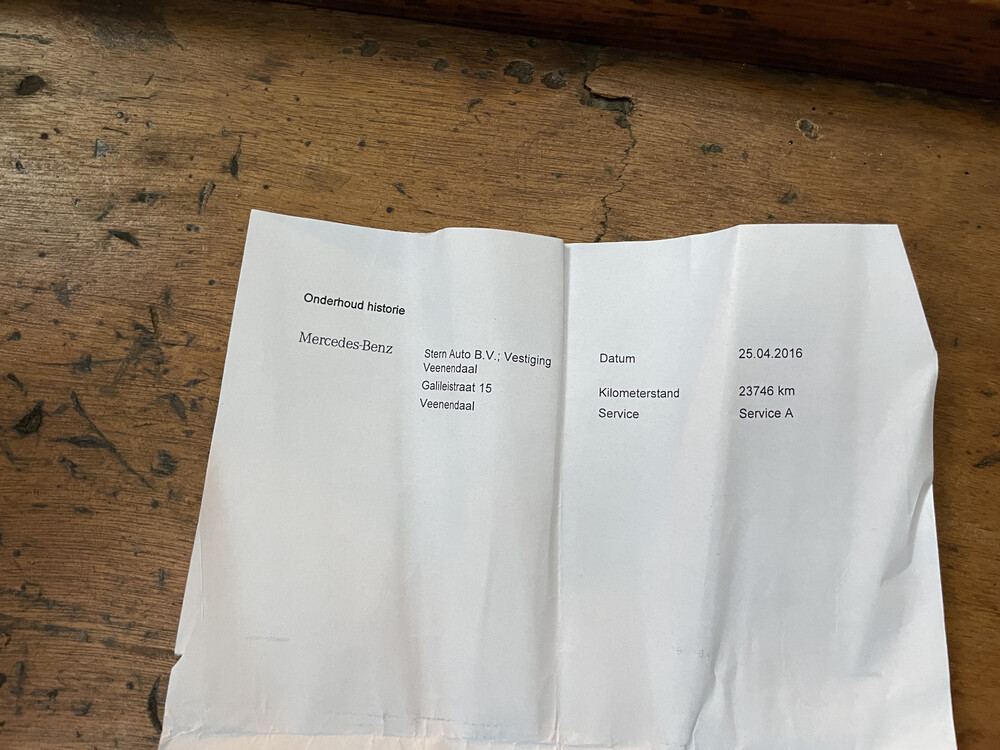 Onderhoud historie
Mercedes-Benz
Stern Auto B.V.; Vestiging
Veenendaal
Galileistraat 15
Veenendaal
Datum 25.04.2016
Kilometerstand 23746 km
Service Service A